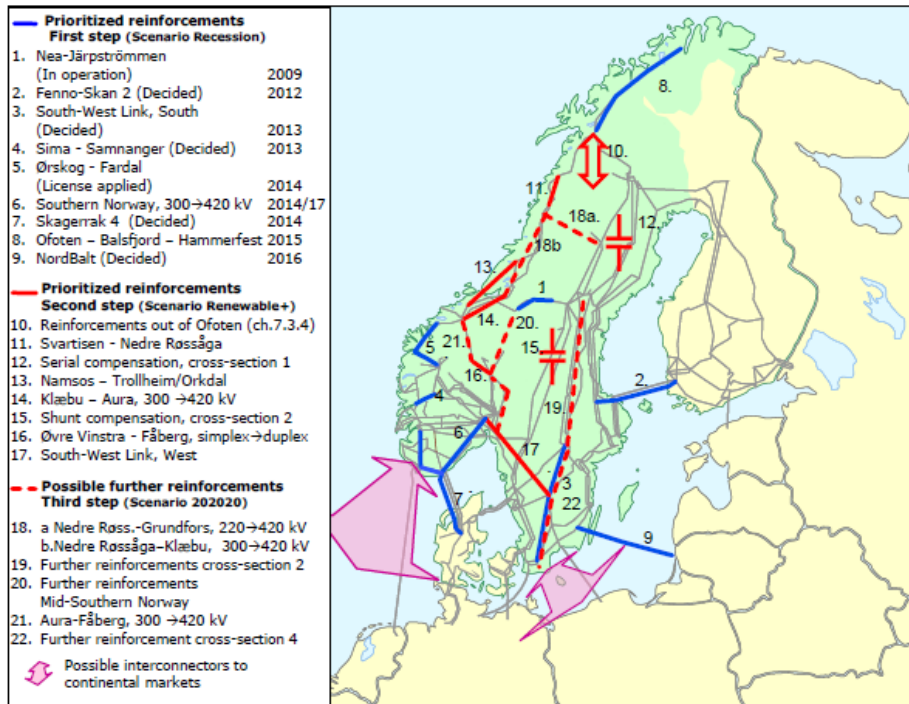 Prioritized reinforcements
First step (Scenario Recession)
1. Nea-Järpströmmen
(In operation) 2009
2. Fenno-Skan 2 (Decided) 2012
3. South-West Link, South
(Decided) 2013
4. Sima - Samnanger (Decided) 2013
5. Ørskog - Fardal
(License applied) 2014
6. Southern Norway, 300→420 kV 2014/17
7. Skagerrak 4 (Decided) 2014
8. Ofoten – Balsfjord – Hammerfest 2015
9. NordBalt (Decided) 2016
Prioritized reinforcements
Second step (Scenario Renewable+)
10. Reinforcements out of Ofoten (ch.7.3.4)
11. Svartisen - Nedre Røssåga
12. Serial compensation, cross-section 1
13. Namsos – Trollheim/Orkdal
14. Klæbu – Aura, 300 →420 kV
15. Shunt compensation, cross-section 2
16. Øvre Vinstra - Fåberg, simplex→duplex
17. South-West Link, West
Possible further reinforcements
Third step (Scenario 202020)
18. a Nedre Røss.-Grundfors, 220→420 kV
b.Nedre Røssåga–Klæbu, 300→420 kV
19. Further reinforcements cross-section 2
20. Further reinforcements
Mid-Southern Norway
21. Aura-Fåberg, 300 →420 kV
22. Further reinforcement cross-section 4
Possible interconnectors to
continental markets
8.
10.
11.
18a.
12.
18b
13.
1
14.
20.
5
21.
15.
16.
2.
4
19.
6
17
3
7
22
9